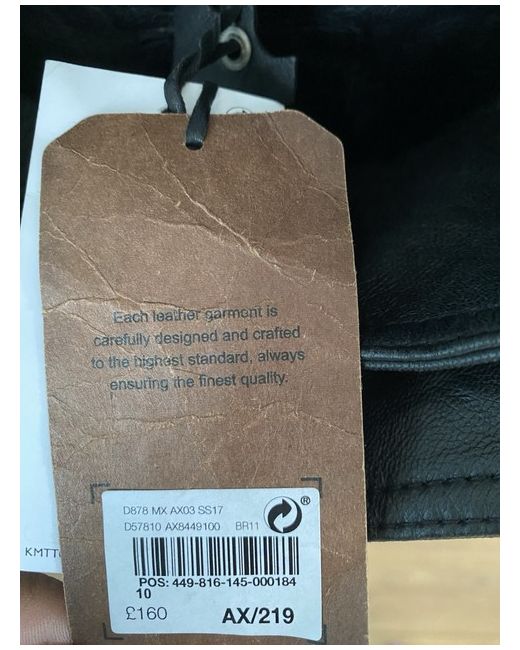 Each leather garment is
carefully designed and crafted
to the highest standard, always
ensuring the finest quality.
D878 MX AX03 SS17
D57810 AX8449100 BR11
®
POS: 449-816-145-000184
10
£160 AX/219